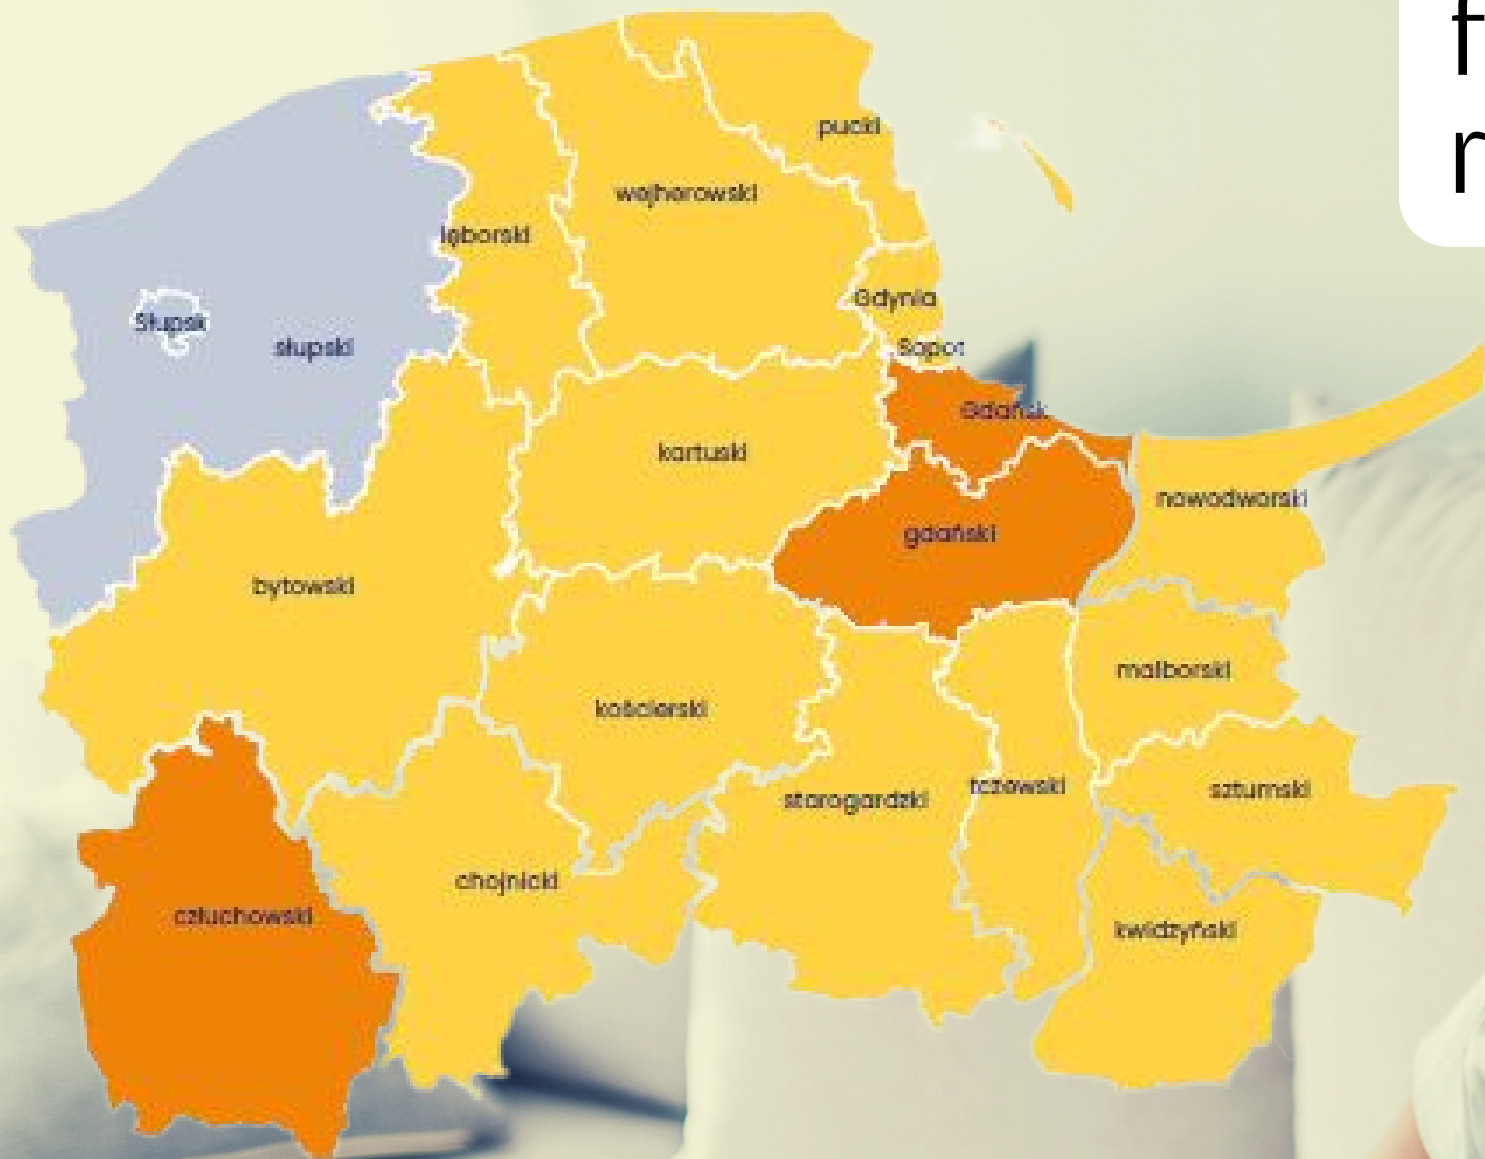 pucki
wejherowski
lęborski
Gdynia
Słupsk
słupski
Sopot
Gdańsk
kartuski
nowodworski
gdański
bytowski
malborski
kościerski
tczewski
sztumski
starogardzki
chojnicki
człuchowski
kwidzyński